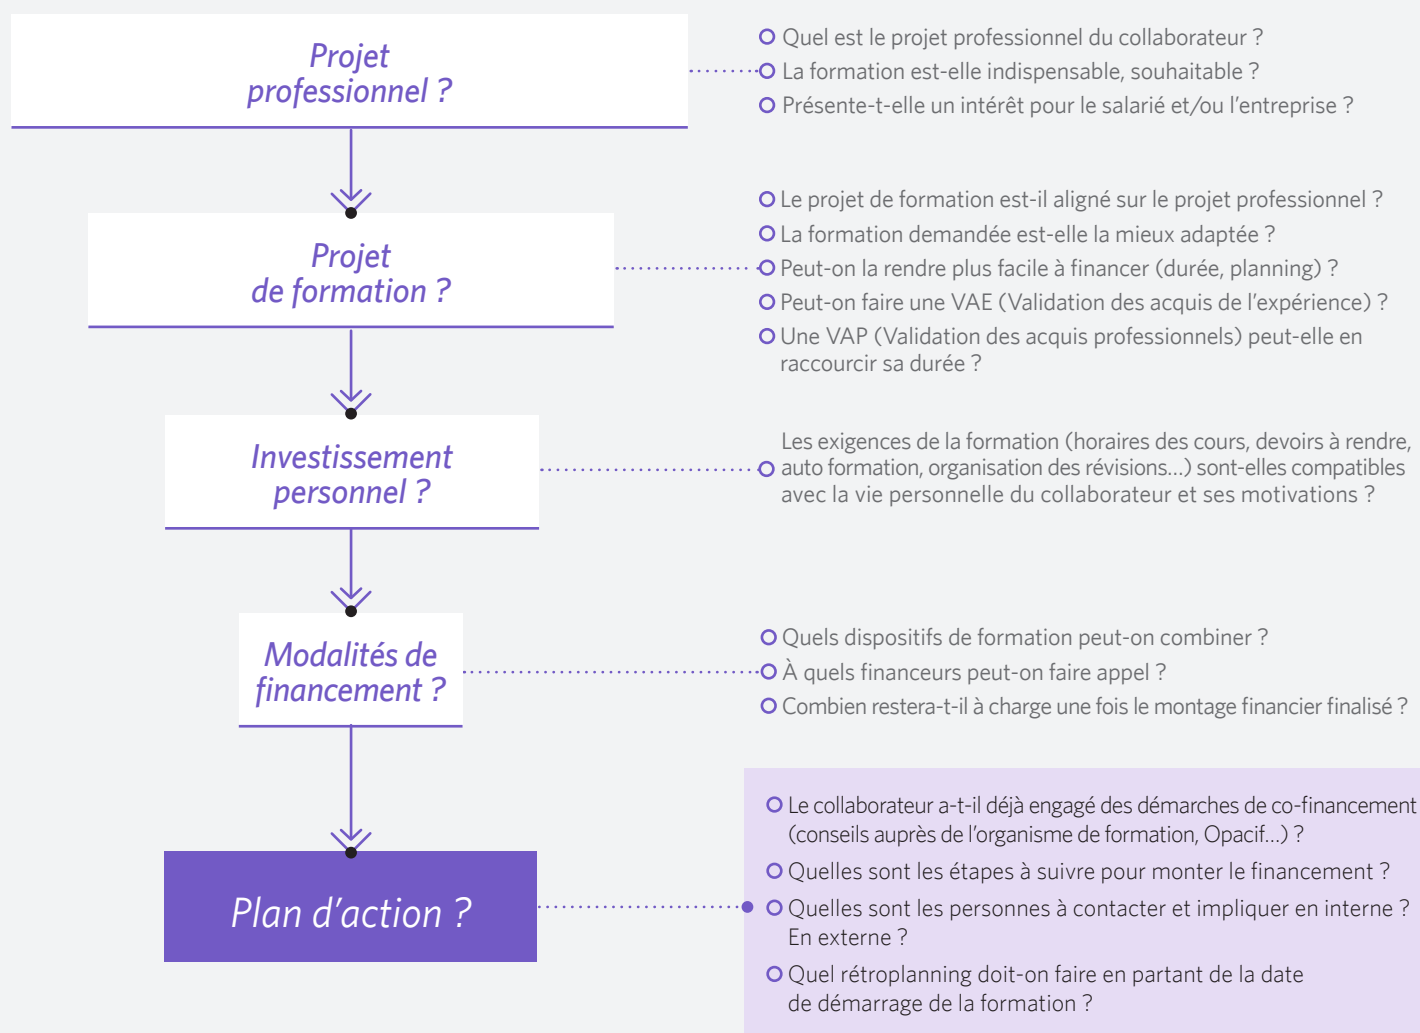 Projet
professionnel ?
Quel est le projet professionnel du collaborateur ?
La formation est-elle indispensable, souhaitable ?
Présente-t-elle un intérêt pour le salarié et/ou l'entreprise ?
Projet
de formation ?
Le projet de formation est-il aligné sur le projet professionnel ?
La formation demandée est-elle la mieux adaptée ?
Peut-on la rendre plus facile à financer (durée, planning) ?
Peut-on faire une VAE (Validation des acquis de l'expérience) ?
Une VAP (Validation des acquis professionnels) peut-elle en
raccourcir sa durée ?
Investissement
personnel ?
Les exigences de la formation (horaires des cours, devoirs à rendre,
auto formation, organisation des révisions...) sont-elles compatibles
avec la vie personnelle du collaborateur et ses motivations ?
Modalités de
financement ?
Quels dispositifs de formation peut-on combiner ?
À quels financeurs peut-on faire appel ?
Combien restera-t-il à charge une fois le montage financier finalisé ?
Plan d'action ?
Le collaborateur a-t-il déjà engagé des démarches de co-financement
(conseils auprès de l'organisme de formation, Opacif...) ?
Quelles sont les étapes à suivre pour monter le financement ?
Quelles sont les personnes à contacter et impliquer en interne ?
En externe ?
Quel rétroplanning doit-on faire en partant de la date
de démarrage de la formation ?